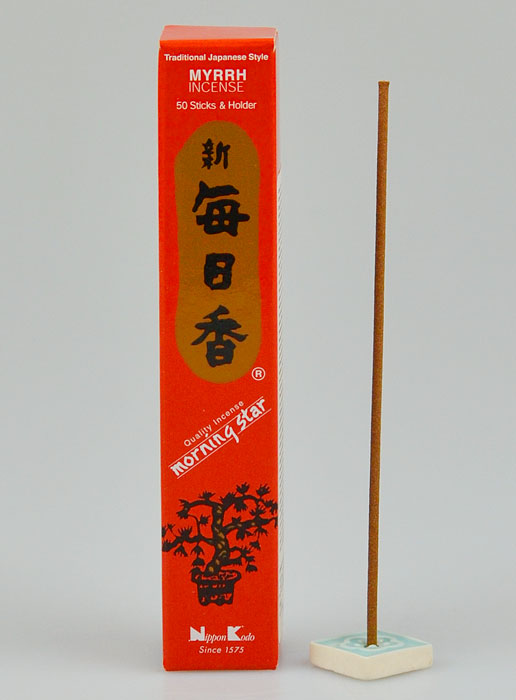 Traditional Japanese Style
MYRRH
INCENSE
50 Sticks & Holder
新
毎
日
香
®
Quality Incense
morning star
Nippon Kodo
Since 1575